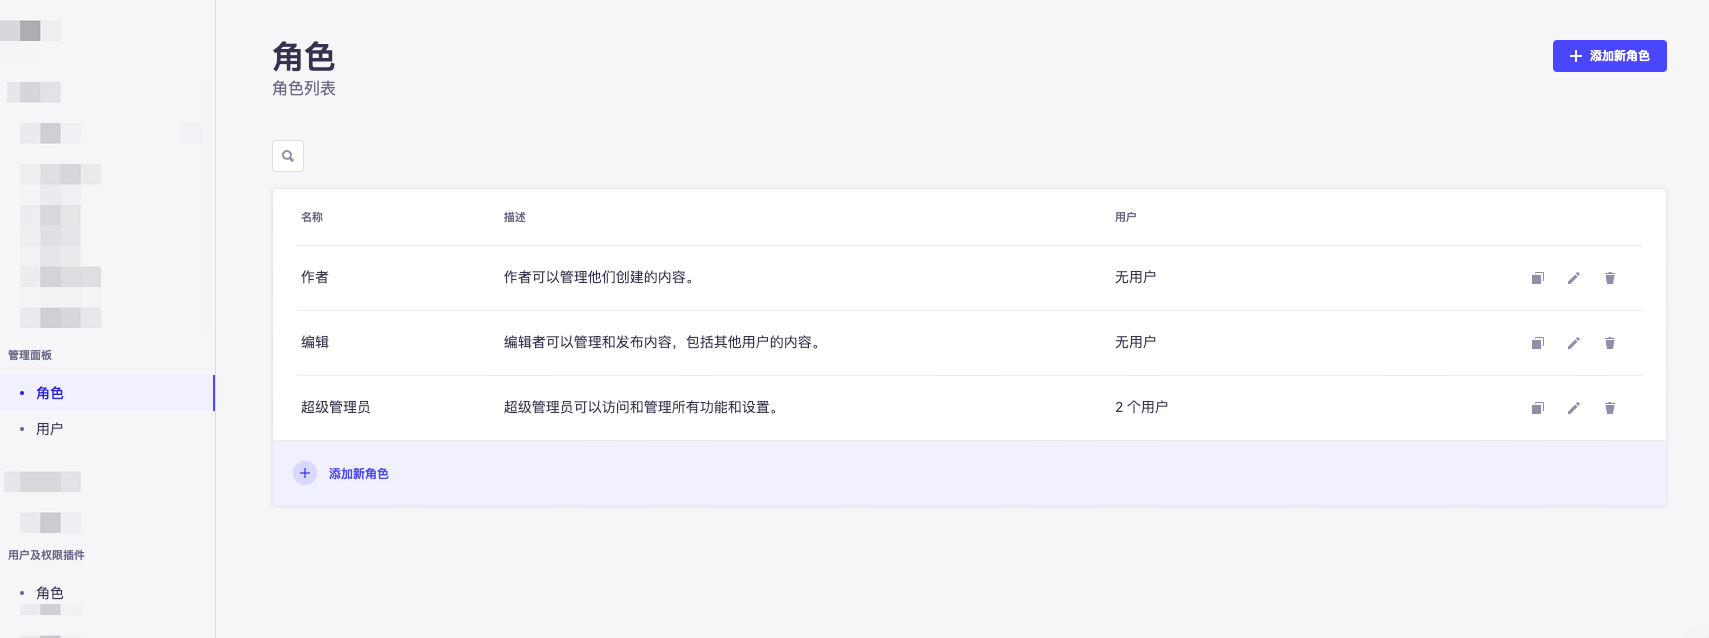 管理面板
角色
用户
用户及权限插件
角色
角色
角色列表
添加新角色
名称 描述 用户
作者 作者可以管理他们创建的内容。 无用户
编辑 编辑者可以管理和发布内容，包括其他用户的内容。 无用户
超级管理员 超级管理员可以访问和管理所有功能和设置。 2 个用户
添加新角色